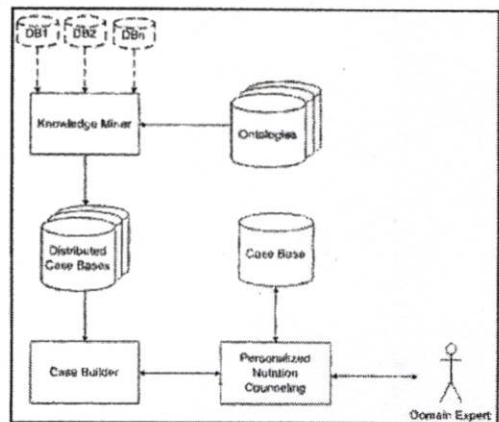 DB1 DB2 DBn
Knowledge Miner
Ontologies
Distributed
Case Bases
Case Base
Case Builder
Personalized
Nutrition
Counseling
Domain Expert